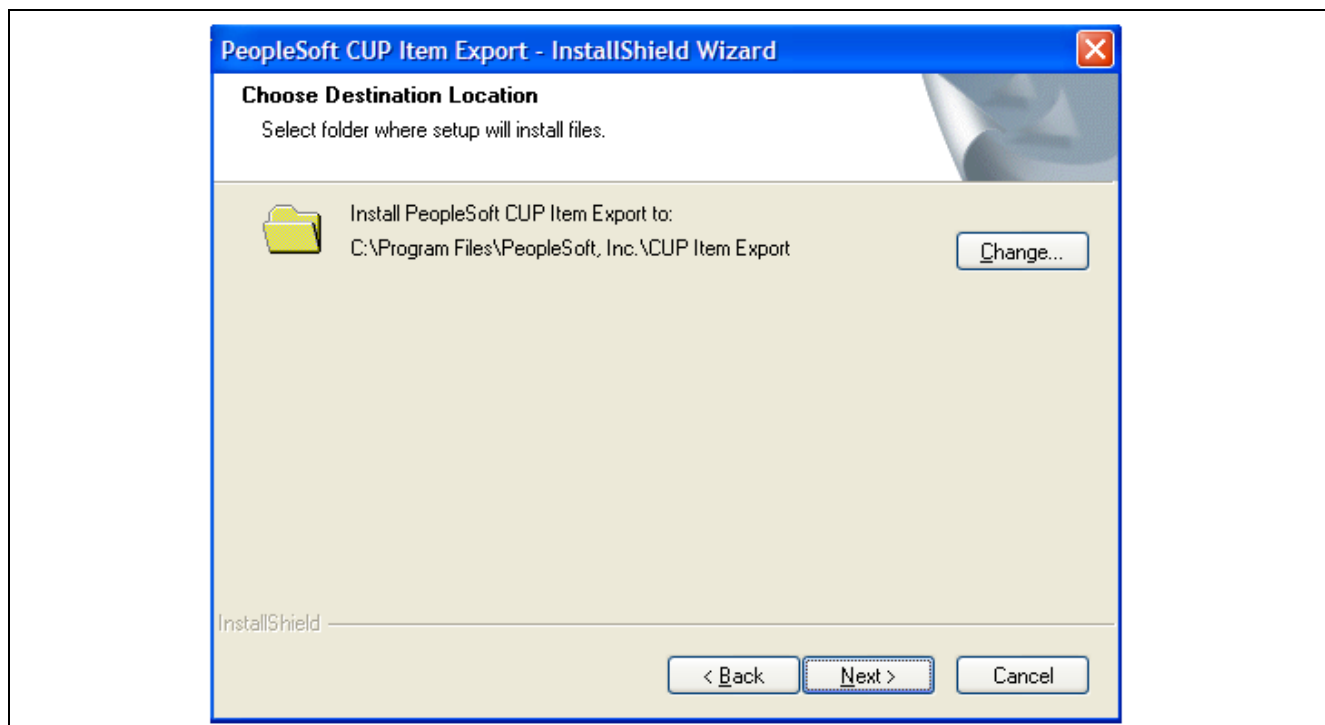 PeopleSoft CUP Item Export - InstallShield Wizard
Choose Destination Location
Select folder where setup will install files.
Install PeopleSoft CUP Item Export to:
C:\Program Files\PeopleSoft, Inc.\CUP Item Export
Change...
InstallShield
< Back
Next >
Cancel